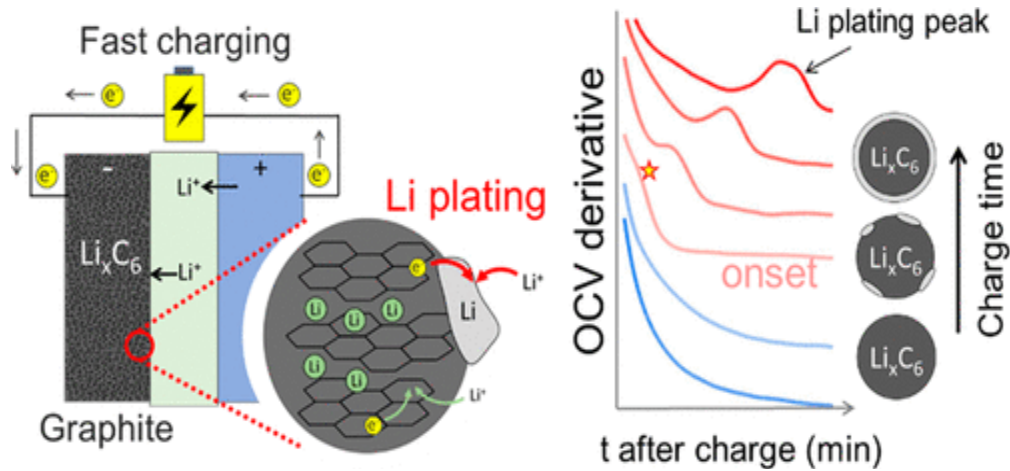 Fast charging
e⁻
e⁻
e⁻
e⁻
-
+
Li⁺
LiₓC₆
Li⁺
Graphite
Li plating
e⁻
Li⁺
Li
Li
Li
Li
Li
Li
Li⁺
e⁻
Li plating peak
OCV derivative
onset
t after charge (min)
LiₓC₆
LiₓC₆
LiₓC₆
Charge time